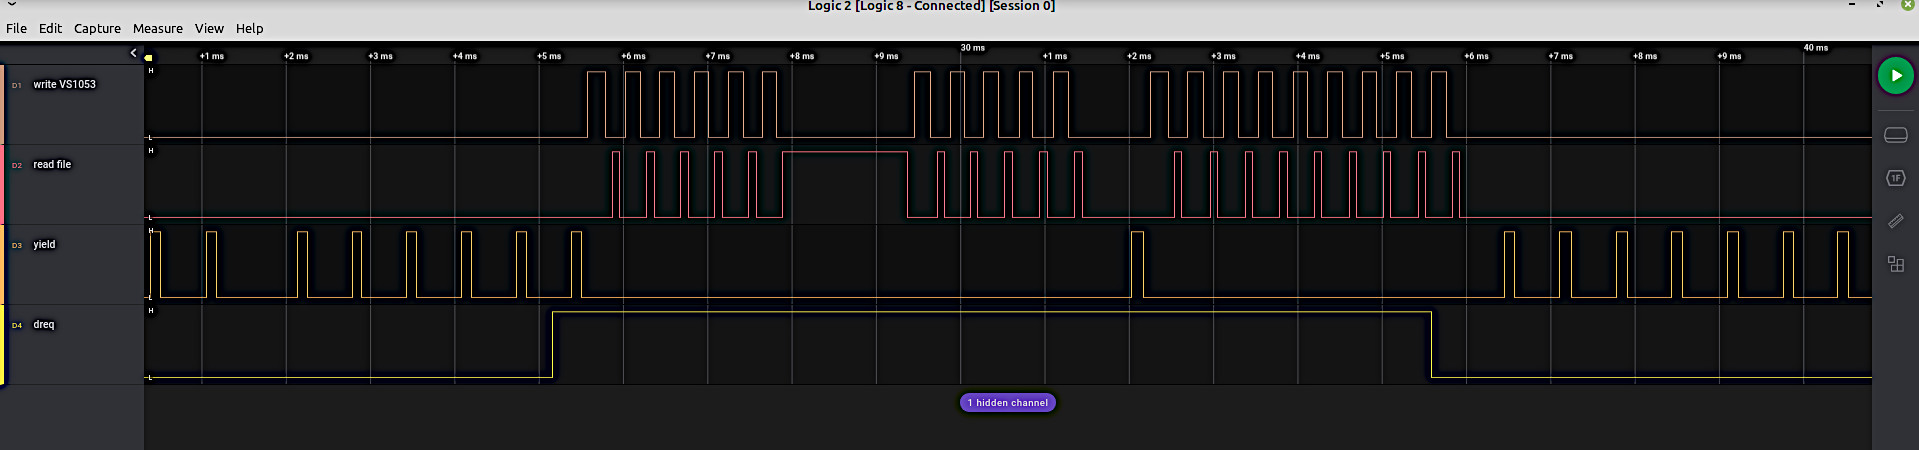 Logic 2 [Logic 8 - Connected] [Session 0]
File Edit Capture Measure View Help
30 ms 40 ms
+1 ms +2 ms +3 ms +4 ms +5 ms +6 ms +7 ms +8 ms +9 ms +1 ms +2 ms +3 ms +4 ms +5 ms +6 ms +7 ms +8 ms +9 ms
H
D1 write VS1053
L
H
D2 read file
L
H
D3 yield
L
H
D4 dreq
L
1 hidden channel
1F